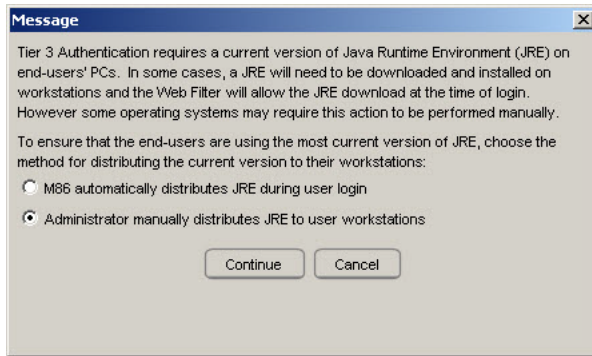 Message
Tier 3 Authentication requires a current version of Java Runtime Environment (JRE) on
end-users' PCs. In some cases, a JRE will need to be downloaded and installed on
workstations and the Web Filter will allow the JRE download at the time of login.
However some operating systems may require this action to be performed manually.
To ensure that the end-users are using the most current version of JRE, choose the
method for distributing the current version to their workstations:
M86 automatically distributes JRE during user login
Administrator manually distributes JRE to user workstations
Continue
Cancel